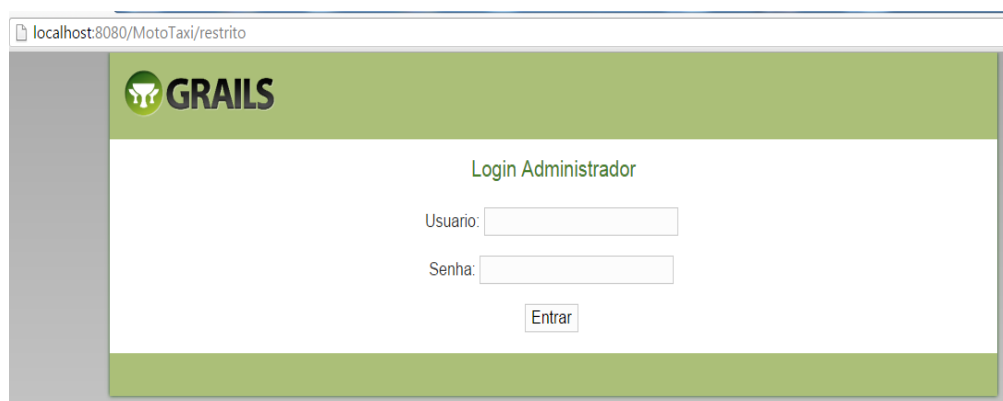 localhost:8080/MotoTaxi/restrito
GRAILS
Login Administrador
Usuario:
Senha:
Entrar